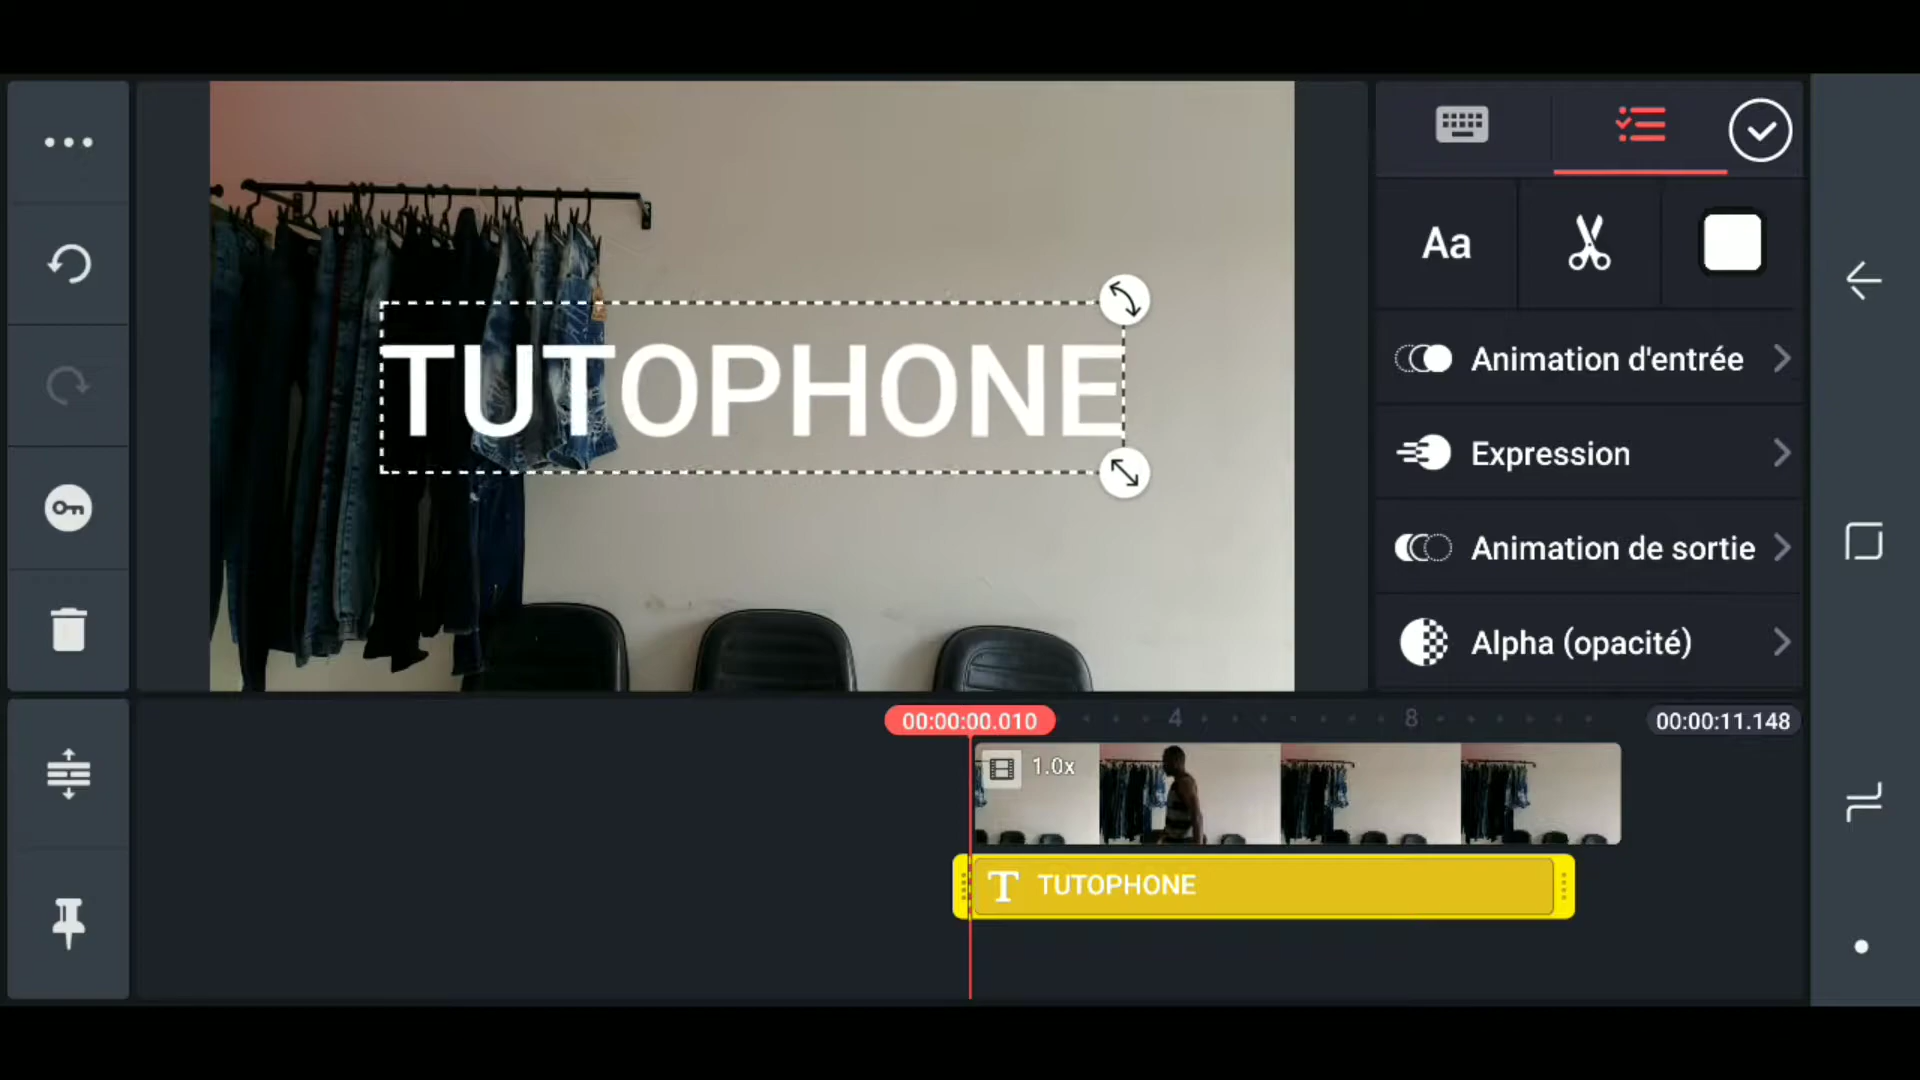 TUTOPHONE
Aa
Animation d'entrée
Expression
Animation de sortie
Alpha (opacité)
00:00:00.010
4
8
00:00:11.148
1.0x
T TUTOPHONE